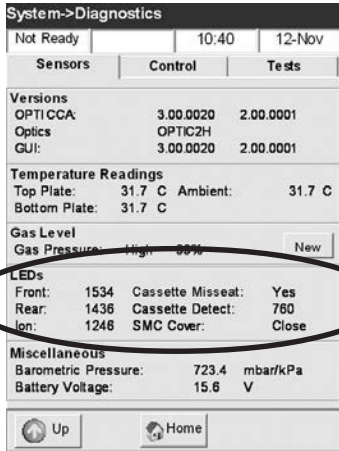 System->Diagnostics
Not Ready 10:40 12-Nov
Sensors Control Tests
Versions
OPTI CCA: 3.00.0020 2.00.0001
Optics OPTIC2H
GUI: 3.00.0020 2.00.0001
Temperature Readings
Top Plate: 31.7 C Ambient: 31.7 C
Bottom Plate: 31.7 C
Gas Level
Gas Pressure: High New
LEDs
Front: 1534 Cassette Misseat: Yes
Rear: 1436 Cassette Detect: 760
Ion: 1246 SMC Cover: Close
Miscellaneous
Barometric Pressure: 723.4 mbar/kPa
Battery Voltage: 15.6 V
Up Home